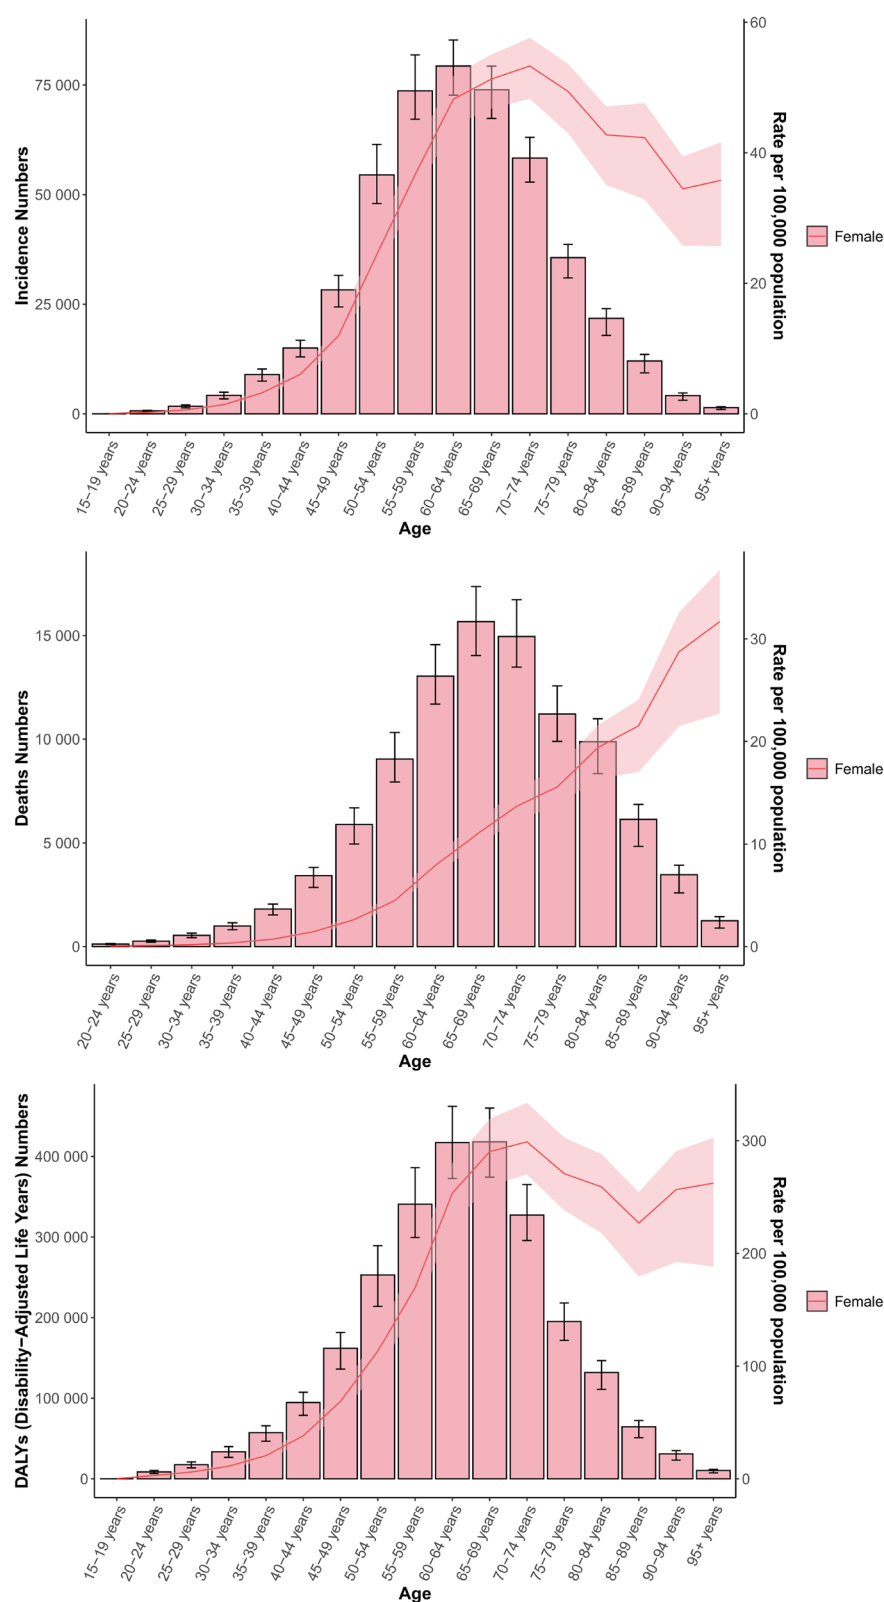 60
75 000
40
50 000
Incidence Numbers
Rate per 100,000 population
Female
20
25 000
0
0
15−19 years
20−24 years
25−29 years
30−34 years
35−39 years
40−44 years
45−49 years
50−54 years
55−59 years
60−64 years
65−69 years
70−74 years
75−79 years
80−84 years
85−89 years
90−94 years
95+ years
Age
15 000
30
10 000
20
Deaths Numbers
Rate per 100,000 population
Female
5 000
10
0
0
20−24 years
25−29 years
30−34 years
35−39 years
40−44 years
45−49 years
50−54 years
55−59 years
60−64 years
65−69 years
70−74 years
75−79 years
80−84 years
85−89 years
90−94 years
95+ years
Age
400 000
300
300 000
200
DALYs (Disability−Adjusted Life Years) Numbers
Rate per 100,000 population
Female
200 000
100
100 000
0
0
15−19 years
20−24 years
25−29 years
30−34 years
35−39 years
40−44 years
45−49 years
50−54 years
55−59 years
60−64 years
65−69 years
70−74 years
75−79 years
80−84 years
85−89 years
90−94 years
95+ years
Age